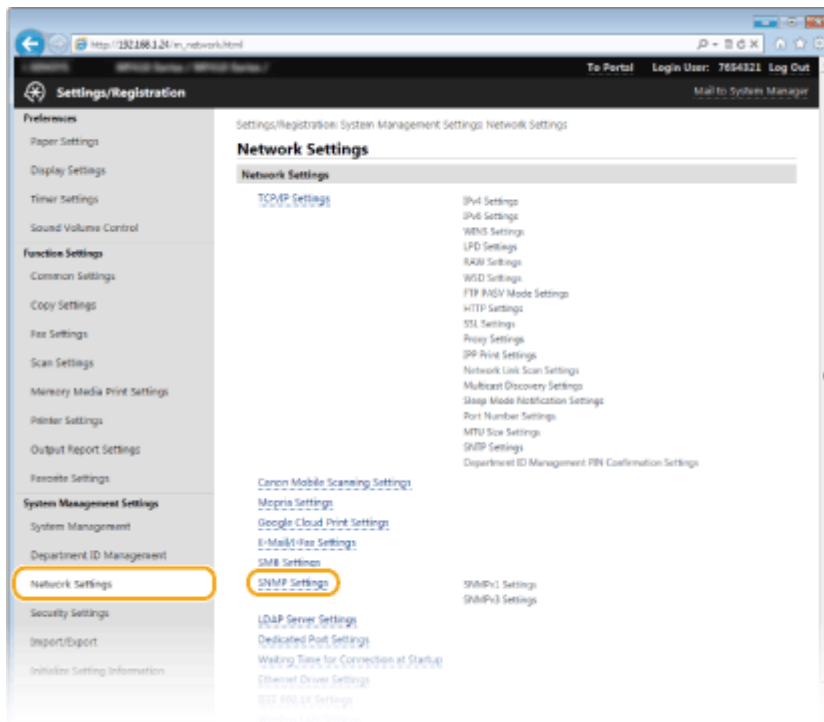 http://192.168.1.24/m_network.html
To Portal Login User: 7654321 Log Out
Settings/Registration
Mail to System Manager
Preferences
Paper Settings
Display Settings
Timer Settings
Sound Volume Control
Function Settings
Common Settings
Copy Settings
Fax Settings
Scan Settings
Memory Media Print Settings
Printer Settings
Output Report Settings
Favorite Settings
System Management Settings
System Management
Department ID Management
Network Settings
Security Settings
Import/Export
Initialize Setting Information
Settings/Registration: System Management Settings: Network Settings
Network Settings
Network Settings
TCP/IP Settings
IPv4 Settings
IPv6 Settings
WINS Settings
LPD Settings
RAW Settings
WSD Settings
FTP PASV Mode Settings
HTTP Settings
SSL Settings
Proxy Settings
IPP Print Settings
Network Link Scan Settings
Multicast Discovery Settings
Sleep Mode Notification Settings
Port Number Settings
MTU Size Settings
SNTP Settings
Department ID Management PIN Confirmation Settings
Canon Mobile Scanning Settings
Mopria Settings
Google Cloud Print Settings
E-Mail/I-Fax Settings
SMB Settings
SNMP Settings
SNMPv1 Settings
SNMPv3 Settings
LDAP Server Settings
Dedicated Port Settings
Waiting Time for Connection at Startup
Ethernet Driver Settings
IEEE 802.1X Settings